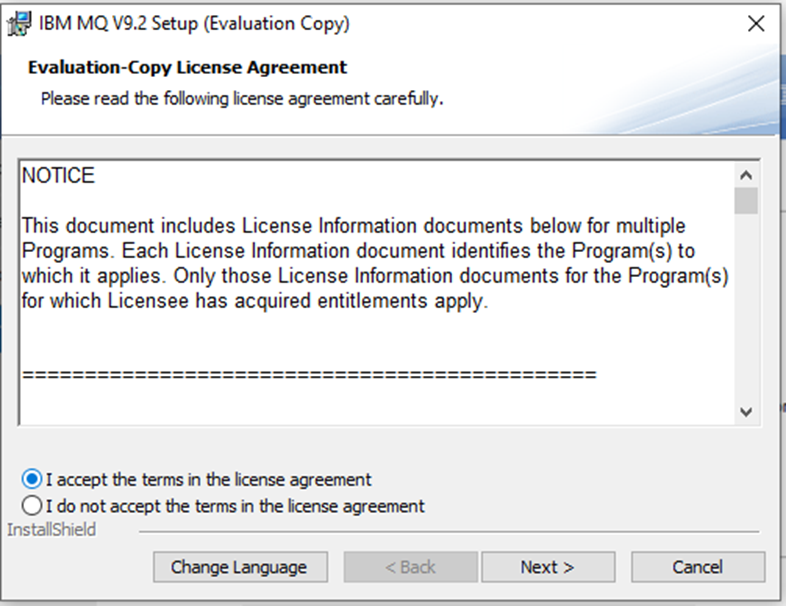 IBM MQ V9.2 Setup (Evaluation Copy)
Evaluation-Copy License Agreement
Please read the following license agreement carefully.
NOTICE
This document includes License Information documents below for multiple
Programs. Each License Information document identifies the Program(s) to
which it applies. Only those License Information documents for the Program(s)
for which Licensee has acquired entitlements apply.
==============================================
I accept the terms in the license agreement
I do not accept the terms in the license agreement
InstallShield
Change Language
< Back
Next >
Cancel